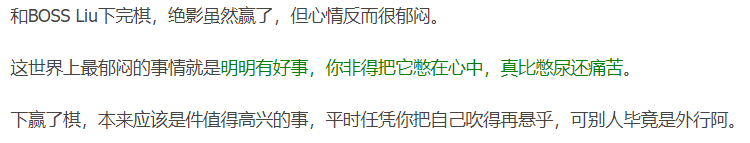 和BOSS Liu下完棋，绝影虽然赢了，但心情反而很郁闷。
这世界上最郁闷的事情就是明明有好事，你非得把它憋在心中，真比憋尿还痛苦。
下赢了棋，本来应该是件值得高兴的事，平时任凭你把自己吹得再悬乎，可别人毕竟是外行阿。